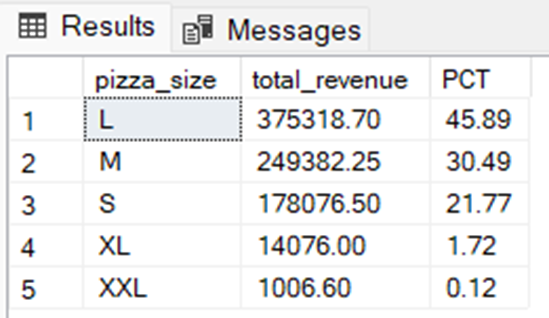 Results Messages
pizza_size total_revenue PCT
1 L 375318.70 45.89
2 M 249382.25 30.49
3 S 178076.50 21.77
4 XL 14076.00 1.72
5 XXL 1006.60 0.12